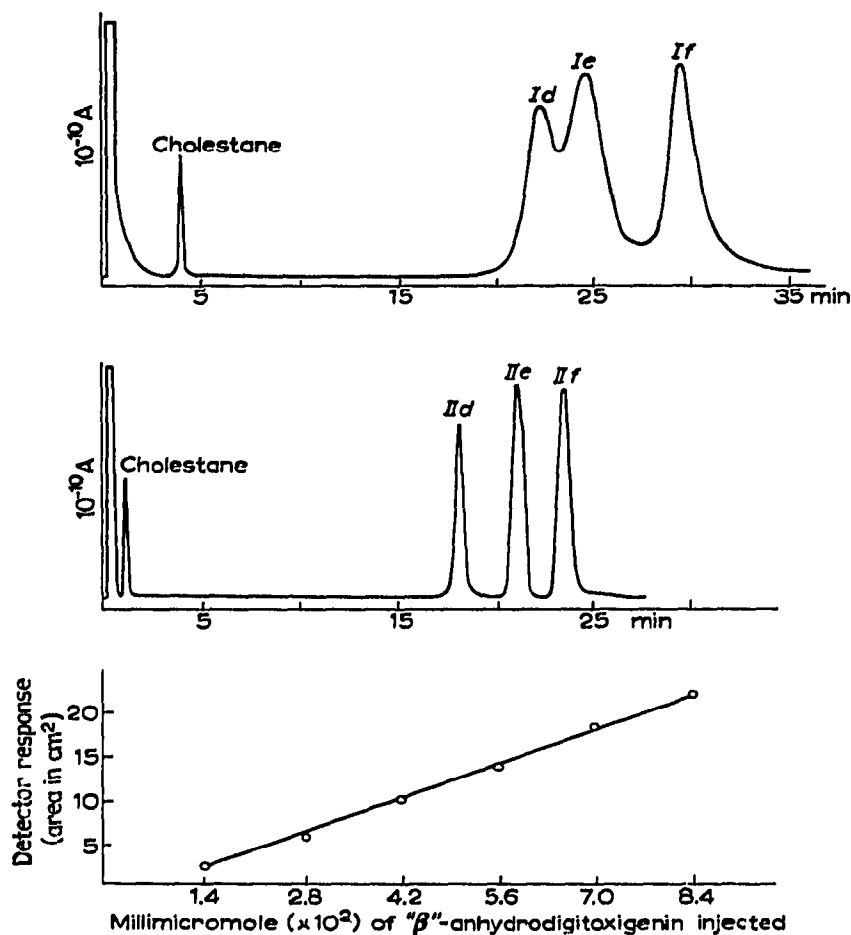 10⁻¹⁰A
Cholestane
Id
Ie
If
5 15 25 35 min
10⁻¹⁰A
Cholestane
IId
IIe
IIf
5 15 25 min
Detector response
(area in cm²)
20
15
10
5
1.4 2.8 4.2 5.6 7.0 8.4
Millimicromole (x10²) of "β"-anhydrodigitoxigenin injected